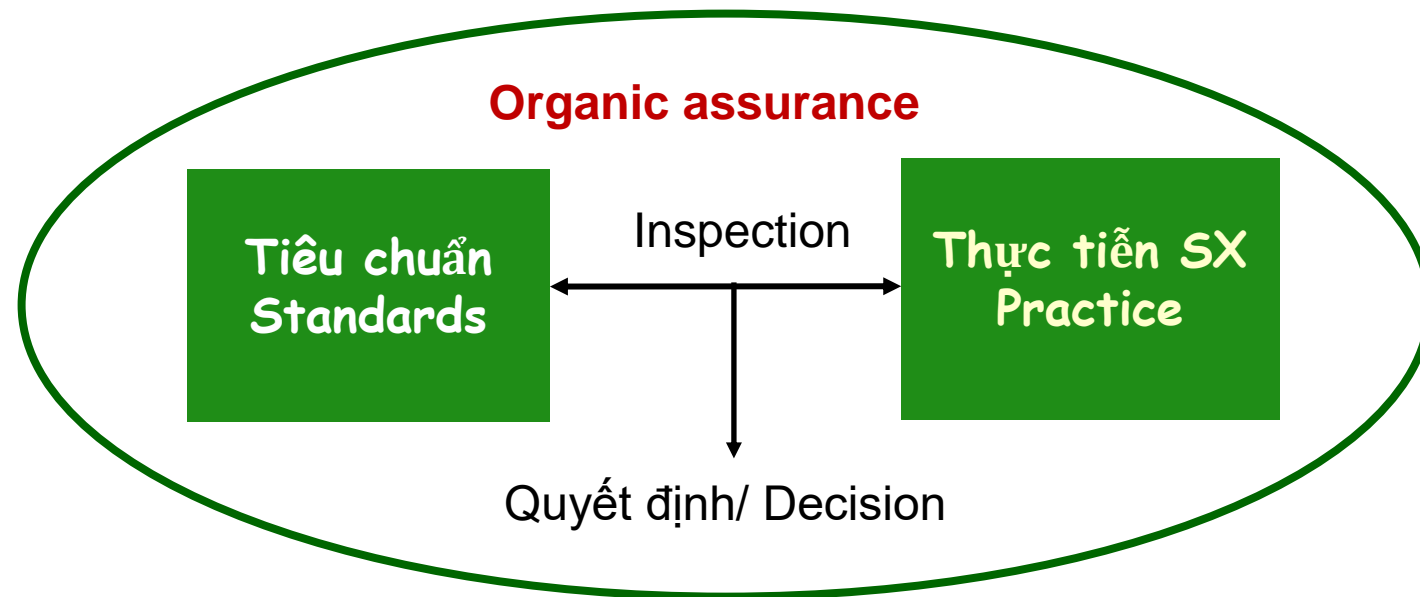 Organic assurance
Tiêu chuẩn
Standards
Inspection
Thực tiễn SX
Practice
Quyết định/ Decision